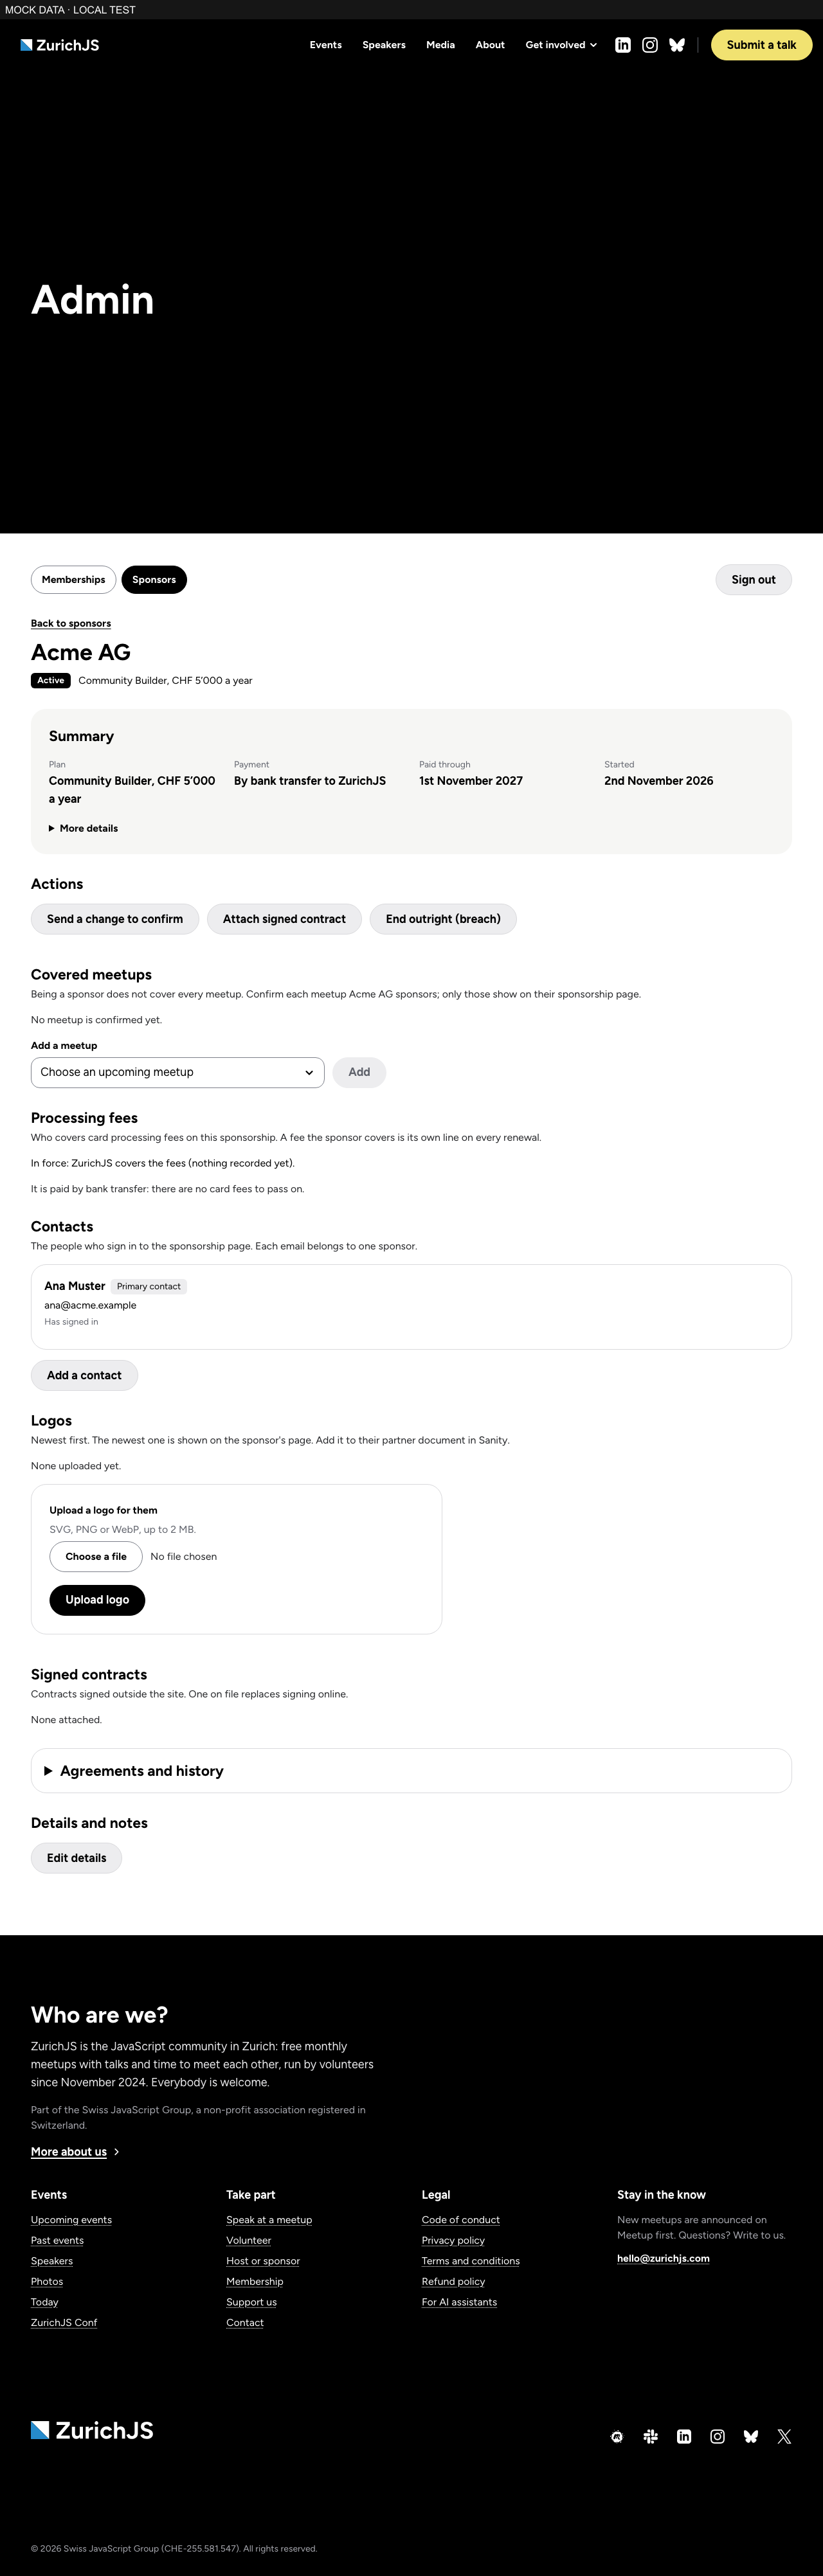 MOCK DATA · LOCAL TEST
ZurichJS
Events
Speakers
Media
About
Get involved
Submit a talk
Admin
Memberships
Sponsors
Sign out
Back to sponsors
Acme AG
Active
Community Builder, CHF 5’000 a year
Summary
Plan
Community Builder, CHF 5’000
a year
Payment
By bank transfer to ZurichJS
Paid through
1st November 2027
Started
2nd November 2026
More details
Actions
Send a change to confirm
Attach signed contract
End outright (breach)
Covered meetups
Being a sponsor does not cover every meetup. Confirm each meetup Acme AG sponsors; only those show on their sponsorship page.
No meetup is confirmed yet.
Add a meetup
Choose an upcoming meetup
Add
Processing fees
Who covers card processing fees on this sponsorship. A fee the sponsor covers is its own line on every renewal.
In force: ZurichJS covers the fees (nothing recorded yet).
It is paid by bank transfer: there are no card fees to pass on.
Contacts
The people who sign in to the sponsorship page. Each email belongs to one sponsor.
Ana Muster
Primary contact
ana@acme.example
Has signed in
Add a contact
Logos
Newest first. The newest one is shown on the sponsor's page. Add it to their partner document in Sanity.
None uploaded yet.
Upload a logo for them
SVG, PNG or WebP, up to 2 MB.
Choose a file
No file chosen
Upload logo
Signed contracts
Contracts signed outside the site. One on file replaces signing online.
None attached.
Agreements and history
Details and notes
Edit details
Who are we?
ZurichJS is the JavaScript community in Zurich: free monthly
meetups with talks and time to meet each other, run by volunteers
since November 2024. Everybody is welcome.
Part of the Swiss JavaScript Group, a non-profit association registered in
Switzerland.
More about us
Events
Upcoming events
Past events
Speakers
Photos
Today
ZurichJS Conf
Take part
Speak at a meetup
Volunteer
Host or sponsor
Membership
Support us
Contact
Legal
Code of conduct
Privacy policy
Terms and conditions
Refund policy
For AI assistants
Stay in the know
New meetups are announced on
Meetup first. Questions? Write to us.
hello@zurichjs.com
ZurichJS
© 2026 Swiss JavaScript Group (CHE-255.581.547). All rights reserved.